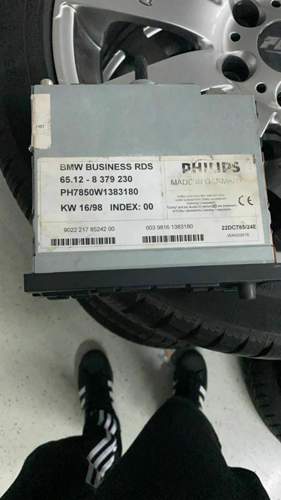 BMW BUSINESS RDS
65.12 - 8 379 230
PH7850W1383180
KW 16/98 INDEX: 00
PHILIPS
MADE IN GERMANY
CE
9022 217 85242 00
003 9816 1383180
22DC785/24E